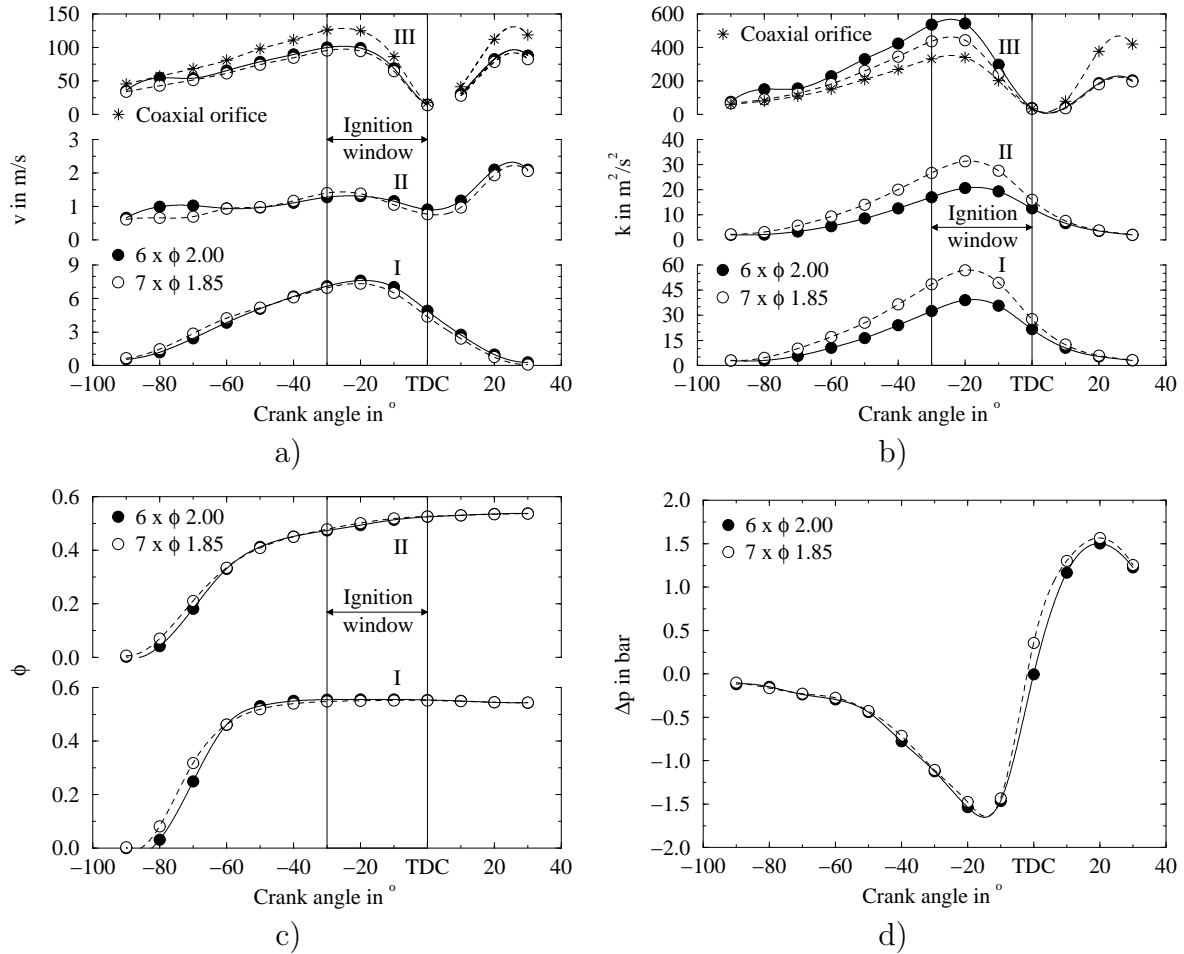 150
100
50
0
3
2
1
0
9
6
3
0
v in m/s
III
Coaxial orifice
Ignition
window
II
6 x ϕ 2.00
7 x ϕ 1.85
I
−100 −80 −60 −40 −20 TDC 20 40
Crank angle in °
a)
600
400
200
0
40
30
20
10
0
60
45
30
15
0
k in m²/s²
Coaxial orifice
III
II
Ignition
window
6 x ϕ 2.00
7 x ϕ 1.85
I
−100 −80 −60 −40 −20 TDC 20 40
Crank angle in °
b)
0.6
0.4
0.2
0.0
0.6
0.4
0.2
0.0
ϕ
6 x ϕ 2.00
7 x ϕ 1.85
II
Ignition
window
I
−100 −80 −60 −40 −20 TDC 20 40
Crank angle in °
c)
2.0
1.5
1.0
0.5
0.0
−0.5
−1.0
−1.5
−2.0
Δp in bar
6 x ϕ 2.00
7 x ϕ 1.85
−100 −80 −60 −40 −20 TDC 20 40
Crank angle in °
d)